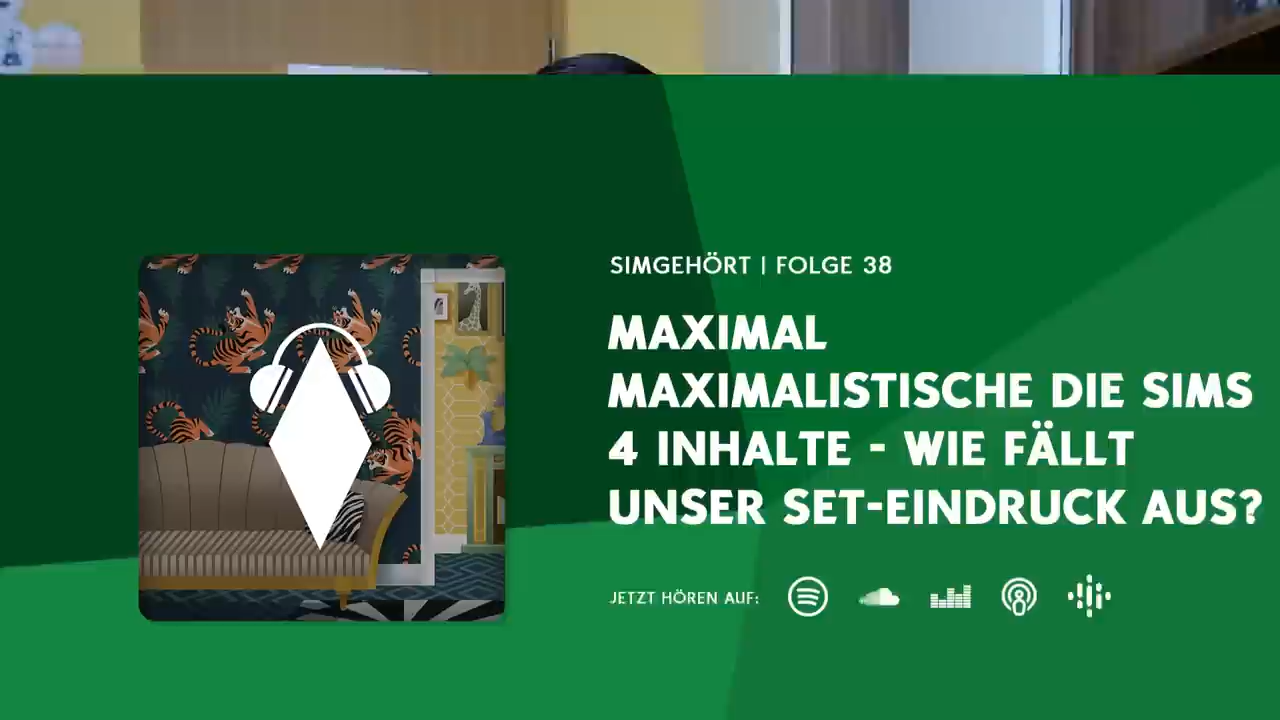 SIMGEHÖRT | FOLGE 38
MAXIMAL
MAXIMALISTISCHE DIE SIMS
4 INHALTE - WIE FÄLLT
UNSER SET-EINDRUCK AUS?
JETZT HÖREN AUF: